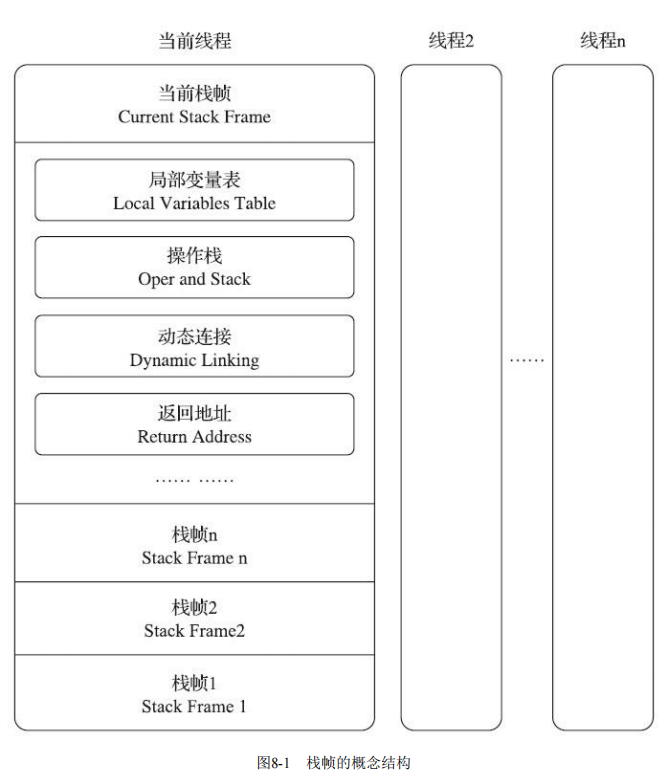 当前线程
线程2
线程n
当前栈帧
Current Stack Frame
局部变量表
Local Variables Table
操作栈
Oper and Stack
动态连接
Dynamic Linking
返回地址
Return Address
…… ……
……
栈帧n
Stack Frame n
栈帧2
Stack Frame2
栈帧1
Stack Frame 1
图8-1 栈帧的概念结构